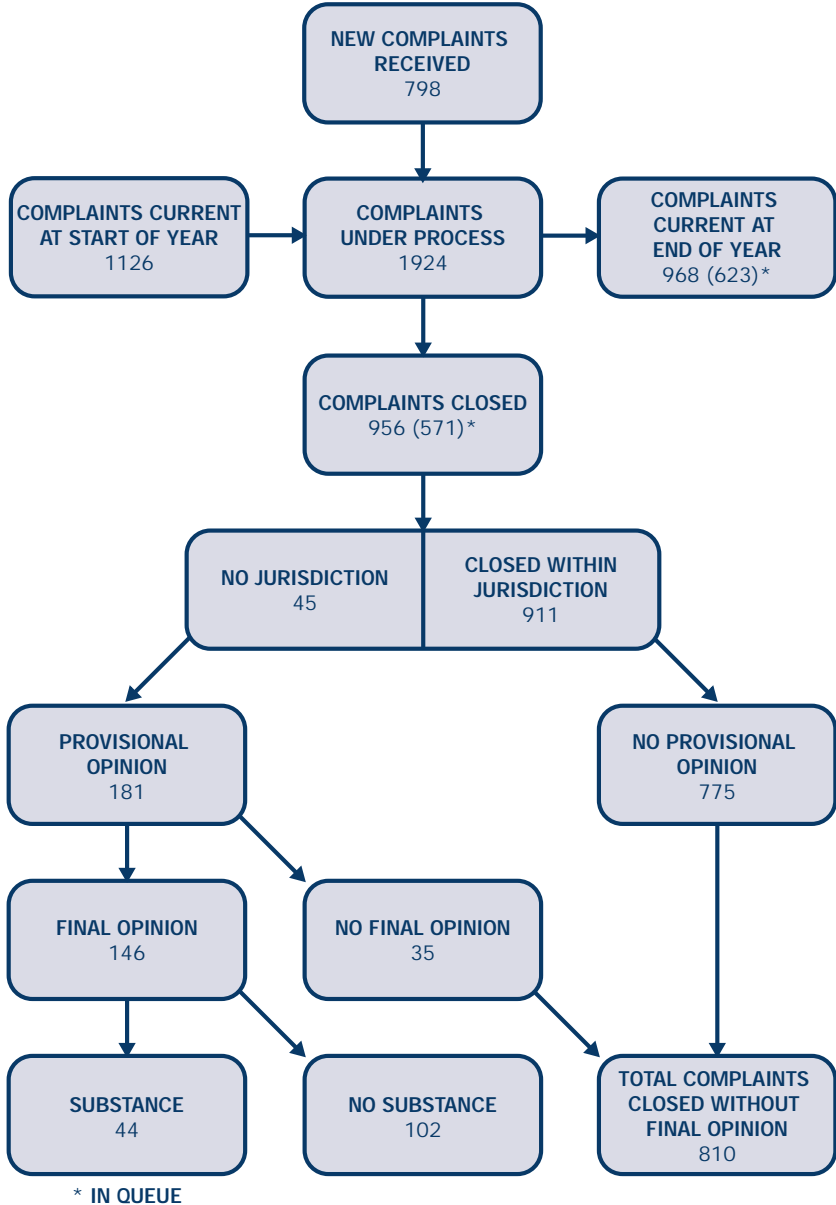 NEW COMPLAINTS
RECEIVED
798
COMPLAINTS CURRENT
AT START OF YEAR
1126
COMPLAINTS
UNDER PROCESS
1924
COMPLAINTS
CURRENT AT
END OF YEAR
968 (623)*
COMPLAINTS CLOSED
956 (571)*
NO JURISDICTION
45
CLOSED WITHIN
JURISDICTION
911
PROVISIONAL
OPINION
181
NO PROVISIONAL
OPINION
775
FINAL OPINION
146
NO FINAL OPINION
35
SUBSTANCE
44
NO SUBSTANCE
102
TOTAL COMPLAINTS
CLOSED WITHOUT
FINAL OPINION
810
* IN QUEUE